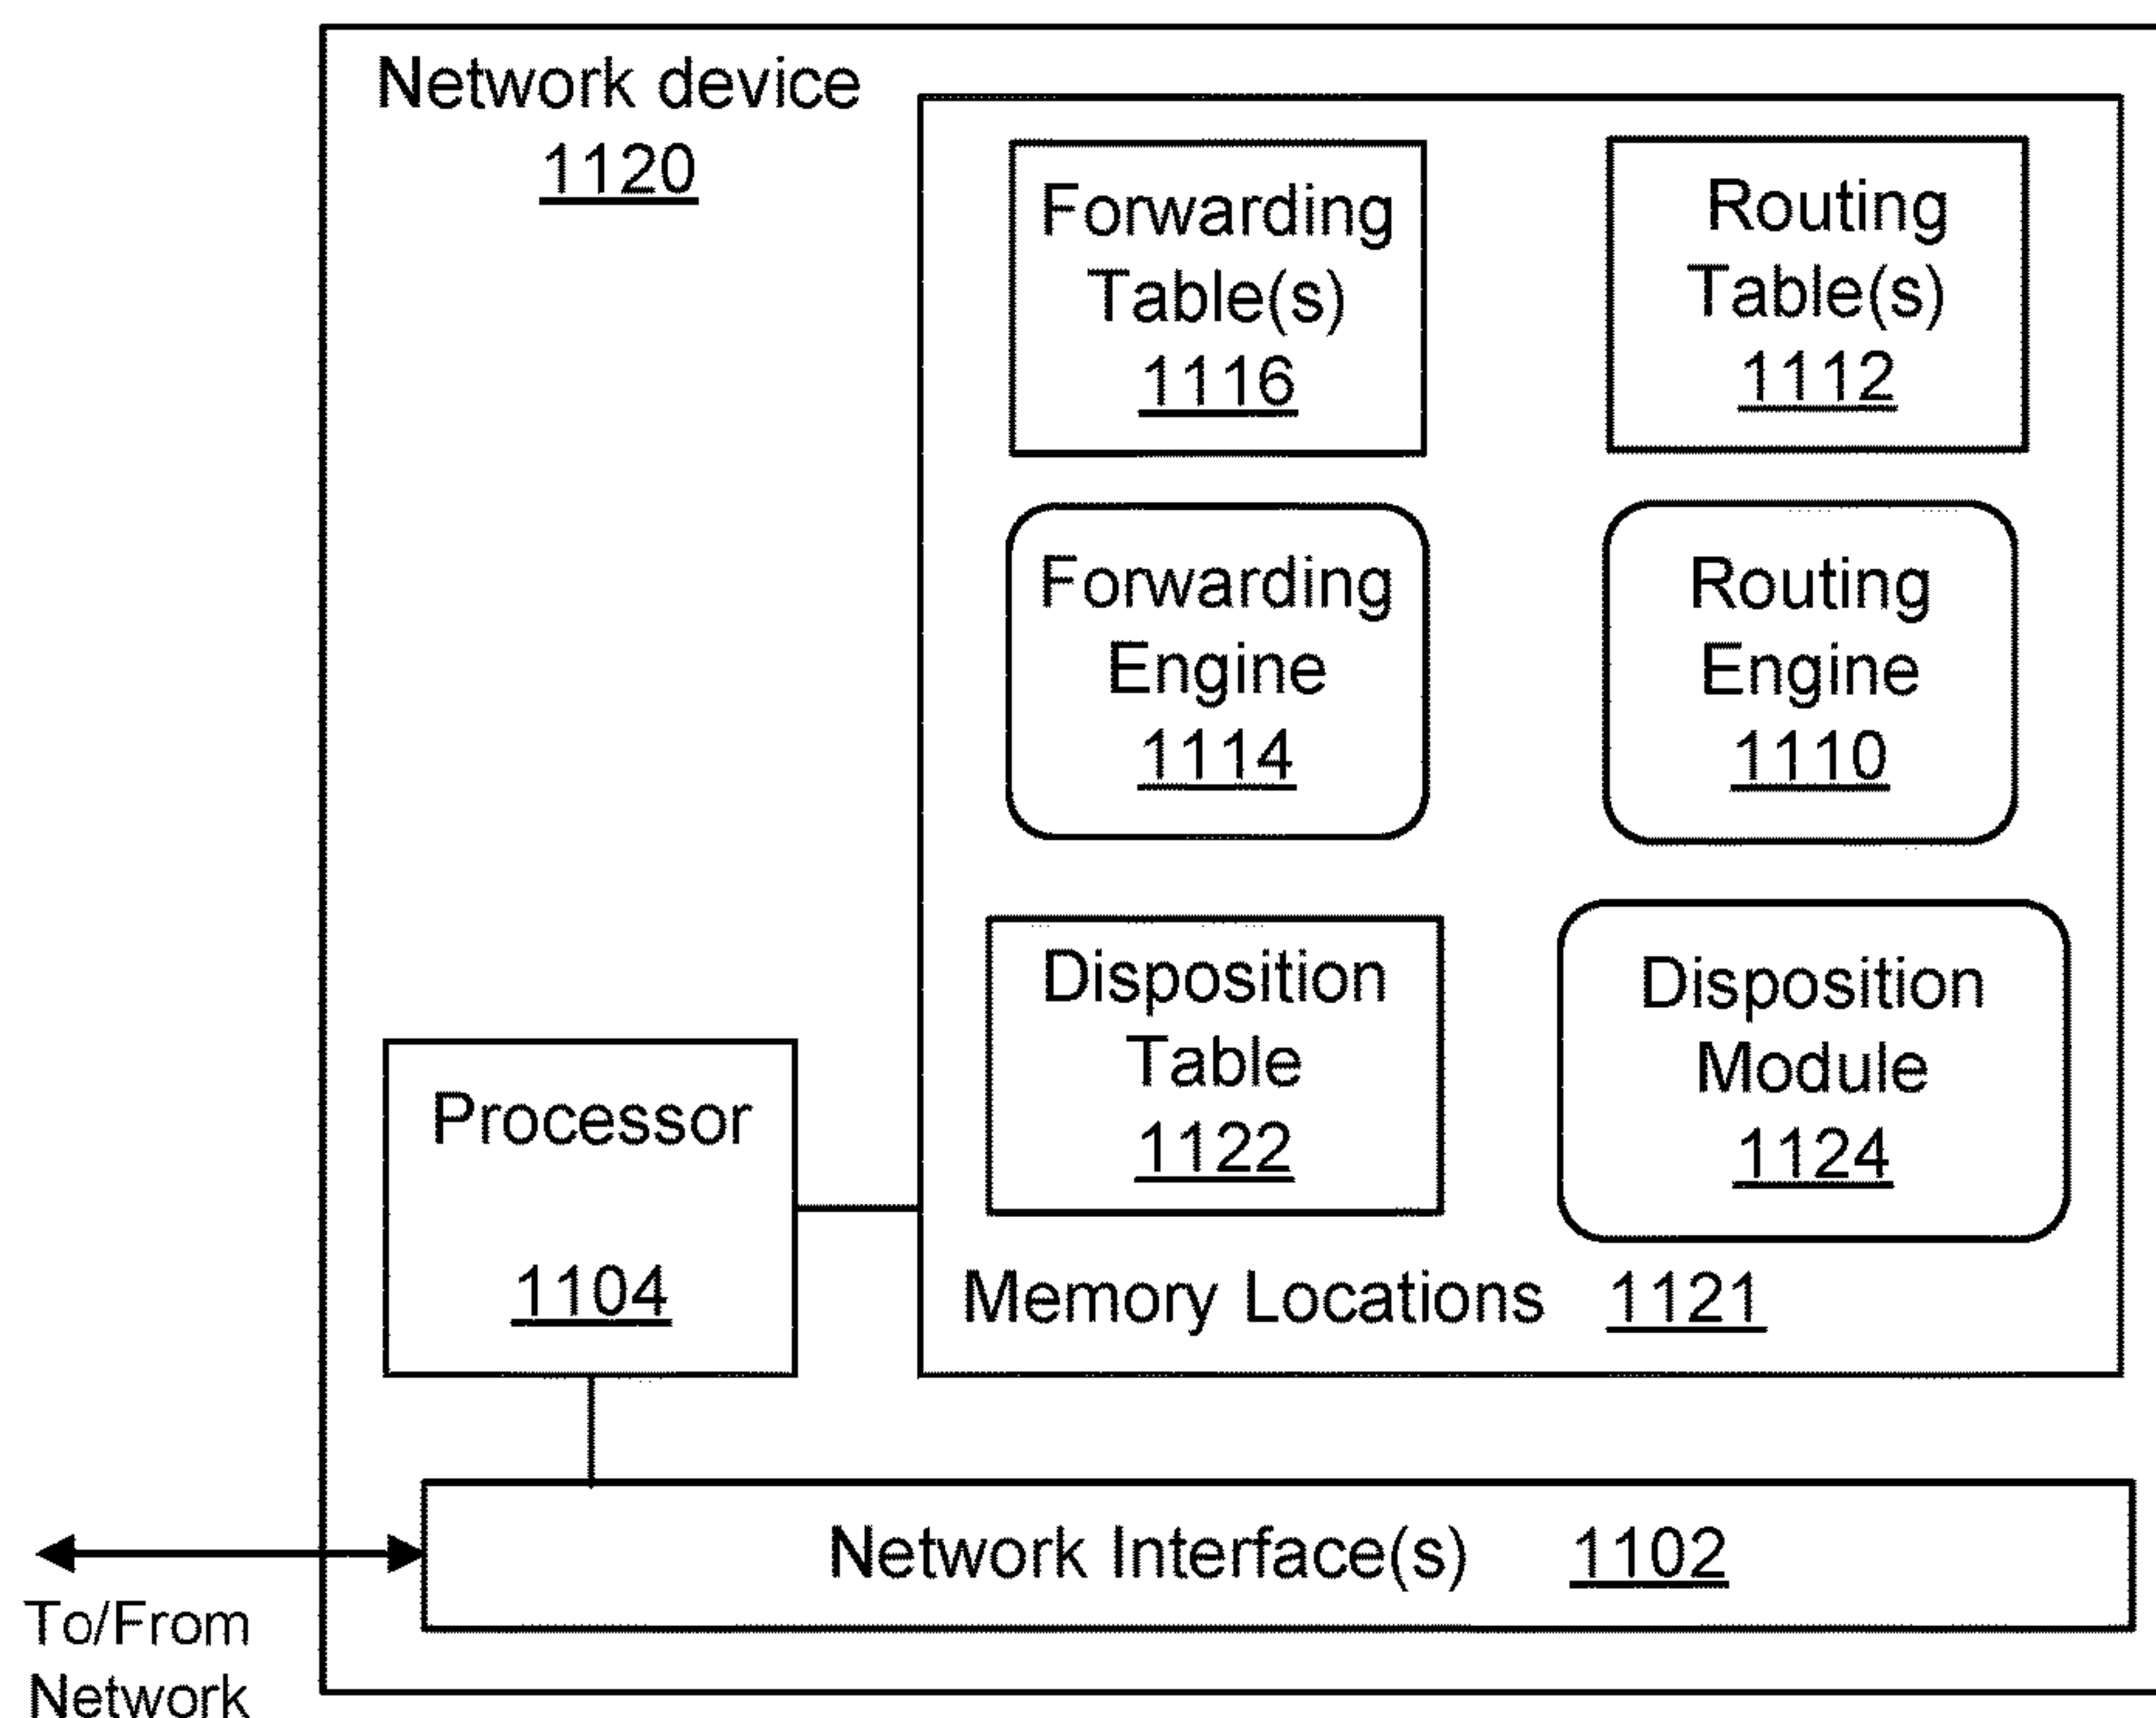 Network device
1120
Forwarding
Table(s)
1116
Routing
Table(s)
1112
Forwarding
Engine
1114
Routing
Engine
1110
Disposition
Table
1122
Disposition
Module
1124
Processor
1104
Memory Locations 1121
Network Interface(s) 1102
To/From
Network